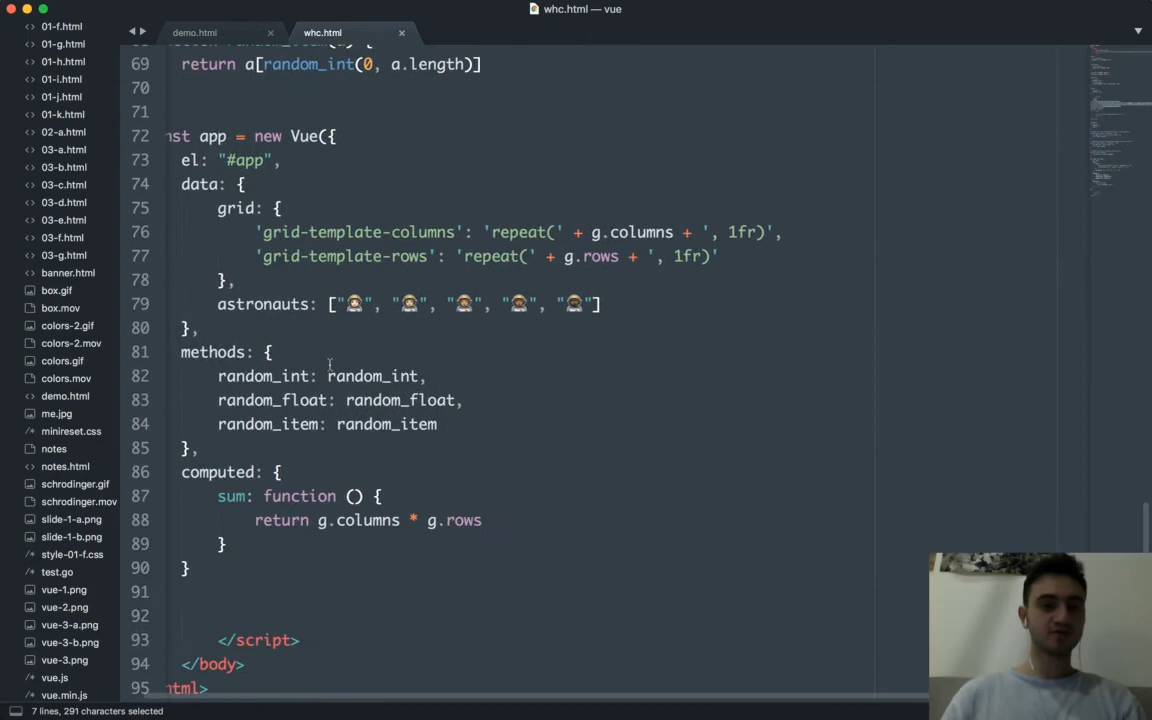 whc.html — vue
demo.html
whc.html
01-f.html
01-g.html
01-h.html
01-i.html
01-j.html
01-k.html
02-a.html
03-a.html
03-b.html
03-c.html
03-d.html
03-e.html
03-f.html
03-g.html
banner.html
box.gif
box.mov
colors-2.gif
colors-2.mov
colors.gif
colors.mov
demo.html
me.jpg
minireset.css
notes
notes.html
schrodinger.gif
schrodinger.mov
slide-1-a.png
slide-1-b.png
style-01-f.css
test.go
vue-1.png
vue-2.png
vue-3-a.png
vue-3-b.png
vue-3.png
vue.js
vue.min.js
69 return a[random_int(0, a.length)]
70
71
72 nst app = new Vue({
73 el: "#app",
74 data: {
75 grid: {
76 'grid-template-columns': 'repeat(' + g.columns + ', 1fr)',
77 'grid-template-rows': 'repeat(' + g.rows + ', 1fr)'
78 },
79 astronauts: ["👩🏻‍🚀", "👩🏼‍🚀", "👩🏽‍🚀", "👩🏾‍🚀", "👩🏿‍🚀"]
80 },
81 methods: {
82 random_int: random_int,
83 random_float: random_float,
84 random_item: random_item
85 },
86 computed: {
87 sum: function () {
88 return g.columns * g.rows
89 }
90 }
91
92
93 </script>
94 </body>
95 html>
7 lines, 291 characters selected